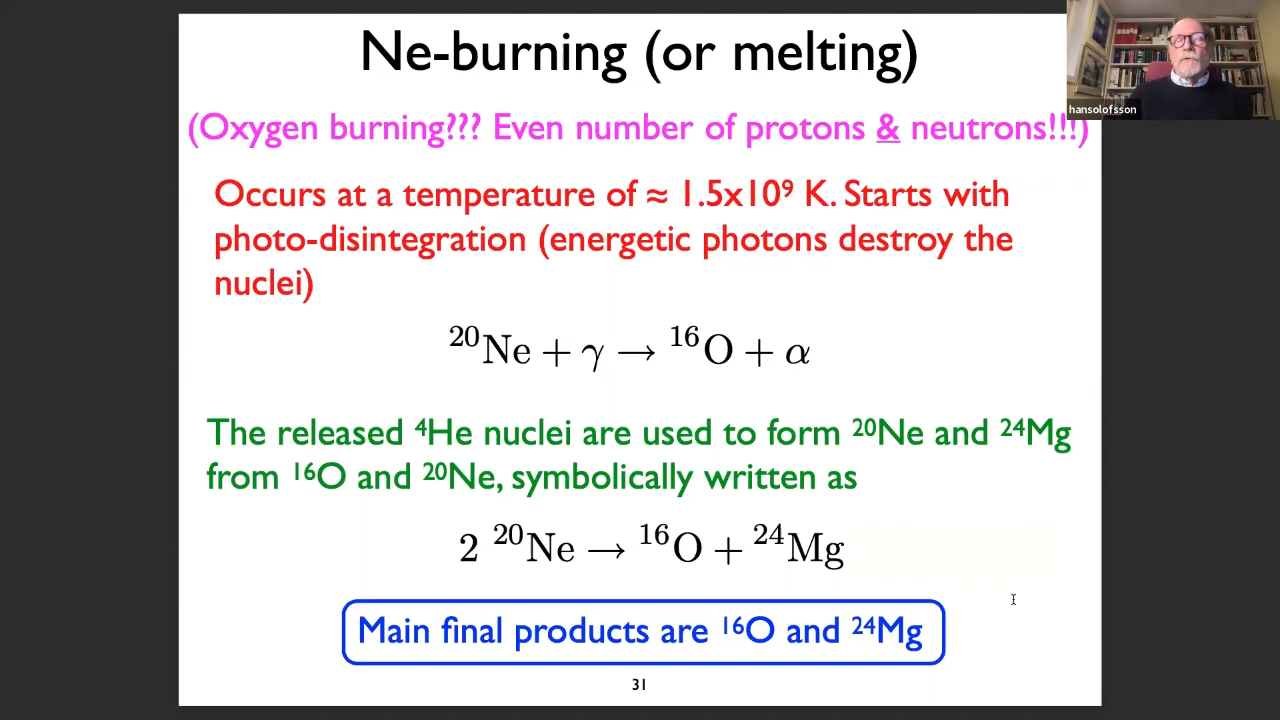 Ne-burning (or melting)
hansolofsson
(Oxygen burning??? Even number of protons & neutrons!!!)
Occurs at a temperature of ≈ 1.5x10⁹ K. Starts with
photo-disintegration (energetic photons destroy the
nuclei)
²⁰Ne + γ → ¹⁶O + α
The released ⁴He nuclei are used to form ²⁰Ne and ²⁴Mg
from ¹⁶O and ²⁰Ne, symbolically written as
2 ²⁰Ne → ¹⁶O + ²⁴Mg
Main final products are ¹⁶O and ²⁴Mg
31